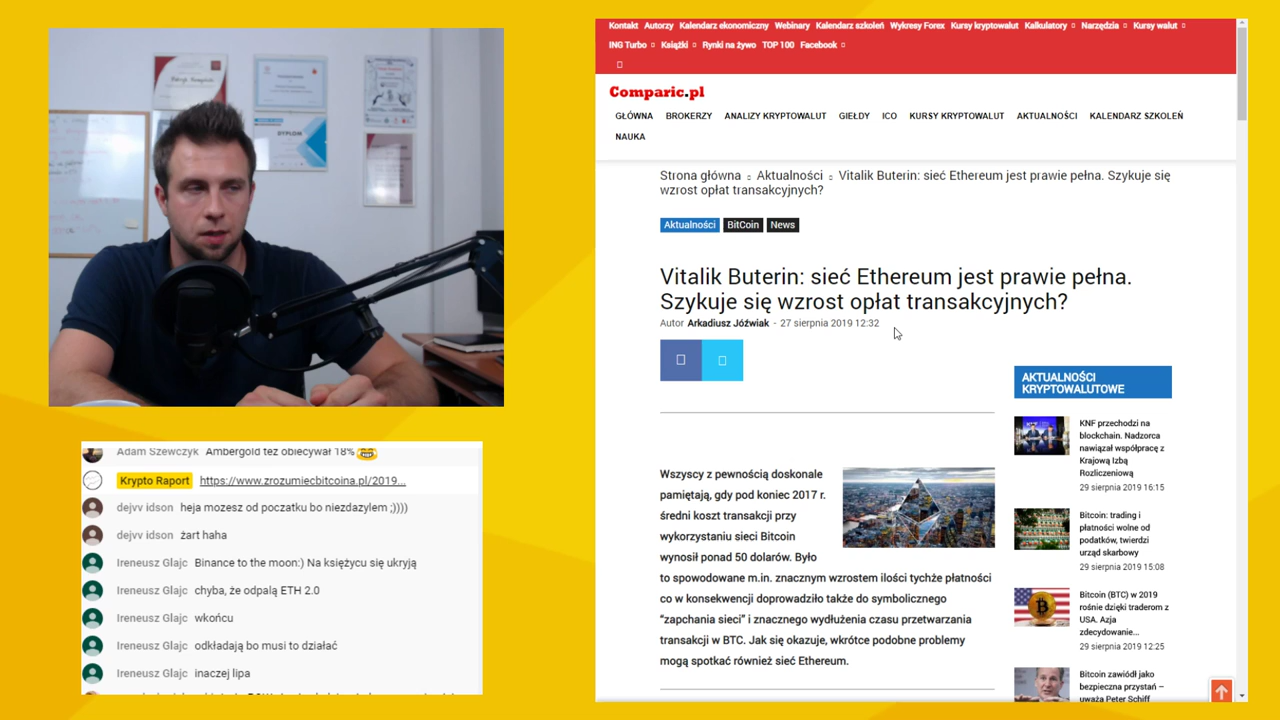 DYPLOM
Adam Szewczyk Ambergold też obiecywał 18%
Krypto Raport https://www.zrozumiecbitcoina.pl/2019...
dejvv idson heja mozesz od poczatku bo niezdazylem ;))))
dejvv idson żart haha
Ireneusz Glajc Binance to the moon:) Na księżycu się ukryją
Ireneusz Glajc chyba, że odpalą ETH 2.0
Ireneusz Glajc wkońcu
Ireneusz Glajc odkładają bo musi to działać
Ireneusz Glajc inaczej lipa
Kontakt Autorzy Kalendarz ekonomiczny Webinary Kalendarz szkoleń Wykresy Forex Kursy kryptowalut Kalkulatory Narzędzia Kursy walut
ING Turbo Książki Rynki na żywo TOP 100 Facebook
Comparic.pl
GŁÓWNA BROKERZY ANALIZY KRYPTOWALUT GIEŁDY ICO KURSY KRYPTOWALUT AKTUALNOŚCI KALENDARZ SZKOLEŃ
NAUKA
Strona główna Aktualności Vitalik Buterin: sieć Ethereum jest prawie pełna. Szykuje się
wzrost opłat transakcyjnych?
Aktualności BitCoin News
Vitalik Buterin: sieć Ethereum jest prawie pełna.
Szykuje się wzrost opłat transakcyjnych?
Autor Arkadiusz Jóźwiak - 27 sierpnia 2019 12:32
Wszyscy z pewnością doskonale
pamiętają, gdy pod koniec 2017 r.
średni koszt transakcji przy
wykorzystaniu sieci Bitcoin
wynosił ponad 50 dolarów. Było
to spowodowane m.in. znacznym wzrostem ilości tychże płatności
co w konsekwencji doprowadziło także do symbolicznego
“zapchania sieci” i znacznego wydłużenia czasu przetwarzania
transakcji w BTC. Jak się okazuje, wkrótce podobne problemy
mogą spotkać również sieć Ethereum.
AKTUALNOŚCI
KRYPTOWALUTOWE
KNF przechodzi na
blockchain. Nadzorca
nawiązał współpracę z
Krajową Izbą
Rozliczeniową
29 sierpnia 2019 16:15
Bitcoin: trading i
płatności wolne od
podatków, twierdzi
urząd skarbowy
29 sierpnia 2019 15:08
Bitcoin (BTC) w 2019
rośnie dzięki traderom z
USA. Azja
zdecydowanie...
29 sierpnia 2019 12:25
Bitcoin zawiódł jako
bezpieczna przystań –
uważa Peter Schiff